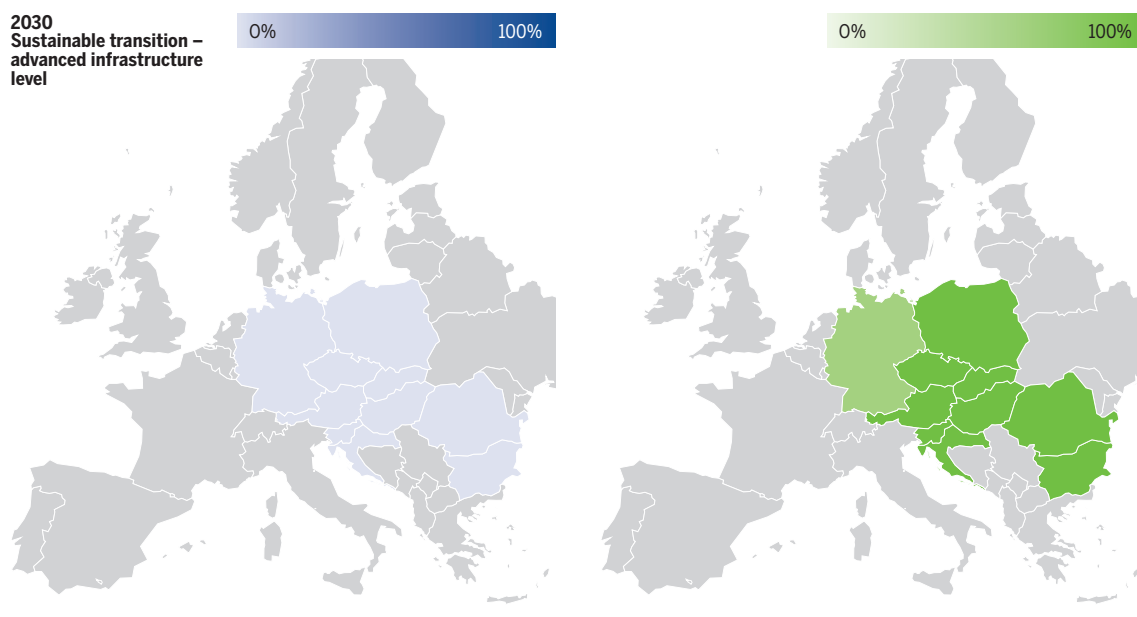 2030
Sustainable transition –
advanced infrastructure
level
0% 100%
0% 100%